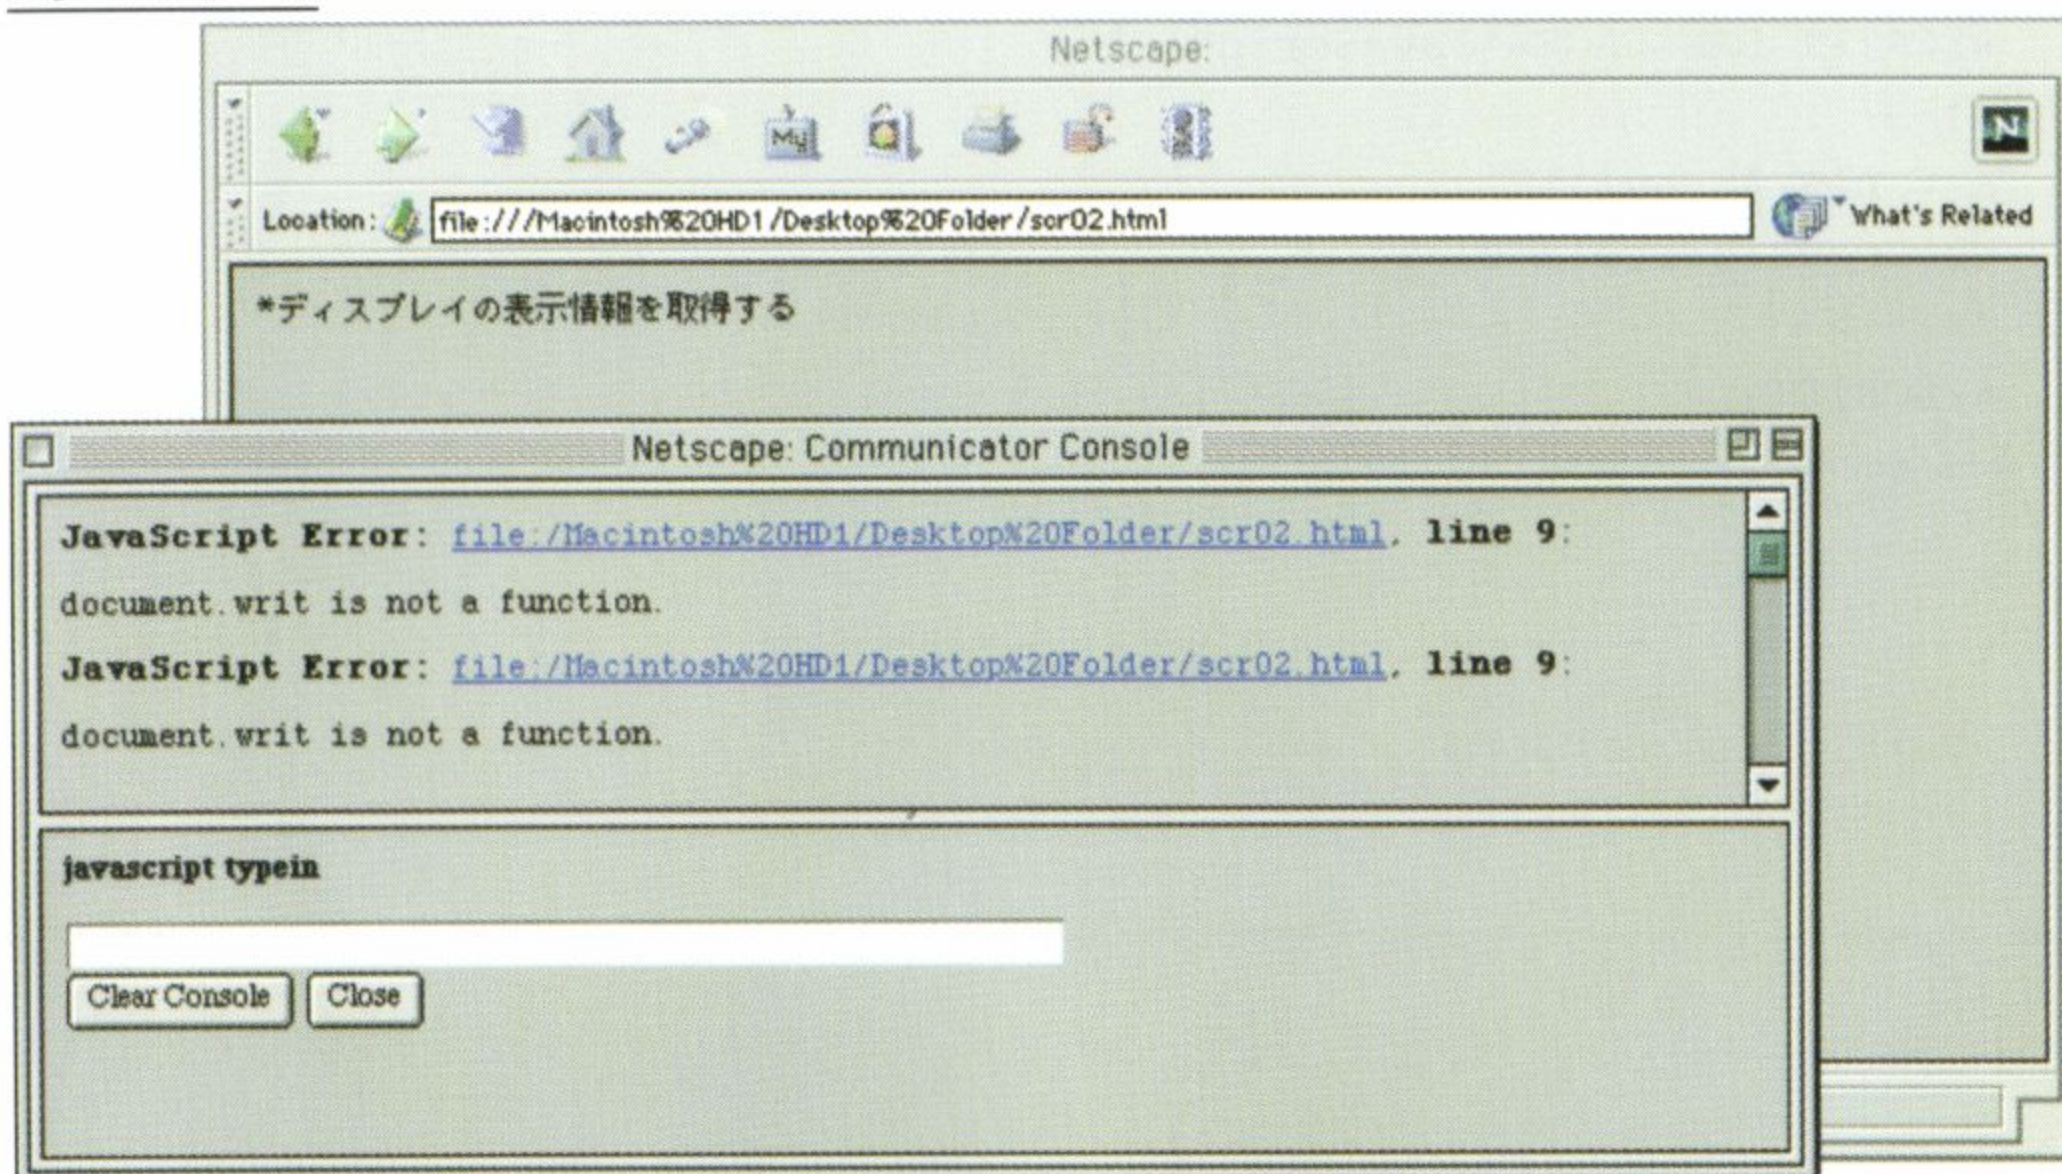 Netscape:
My
N
Location: file:///Macintosh%20HD1/Desktop%20Folder/scr02.html What's Related
*ディスプレイの表示情報を取得する
Netscape: Communicator Console
JavaScript Error: file:/Macintosh%20HD1/Desktop%20Folder/scr02.html, line 9:
document.writ is not a function.
JavaScript Error: file:/Macintosh%20HD1/Desktop%20Folder/scr02.html, line 9:
document.writ is not a function.
javascript typein
Clear Console Close